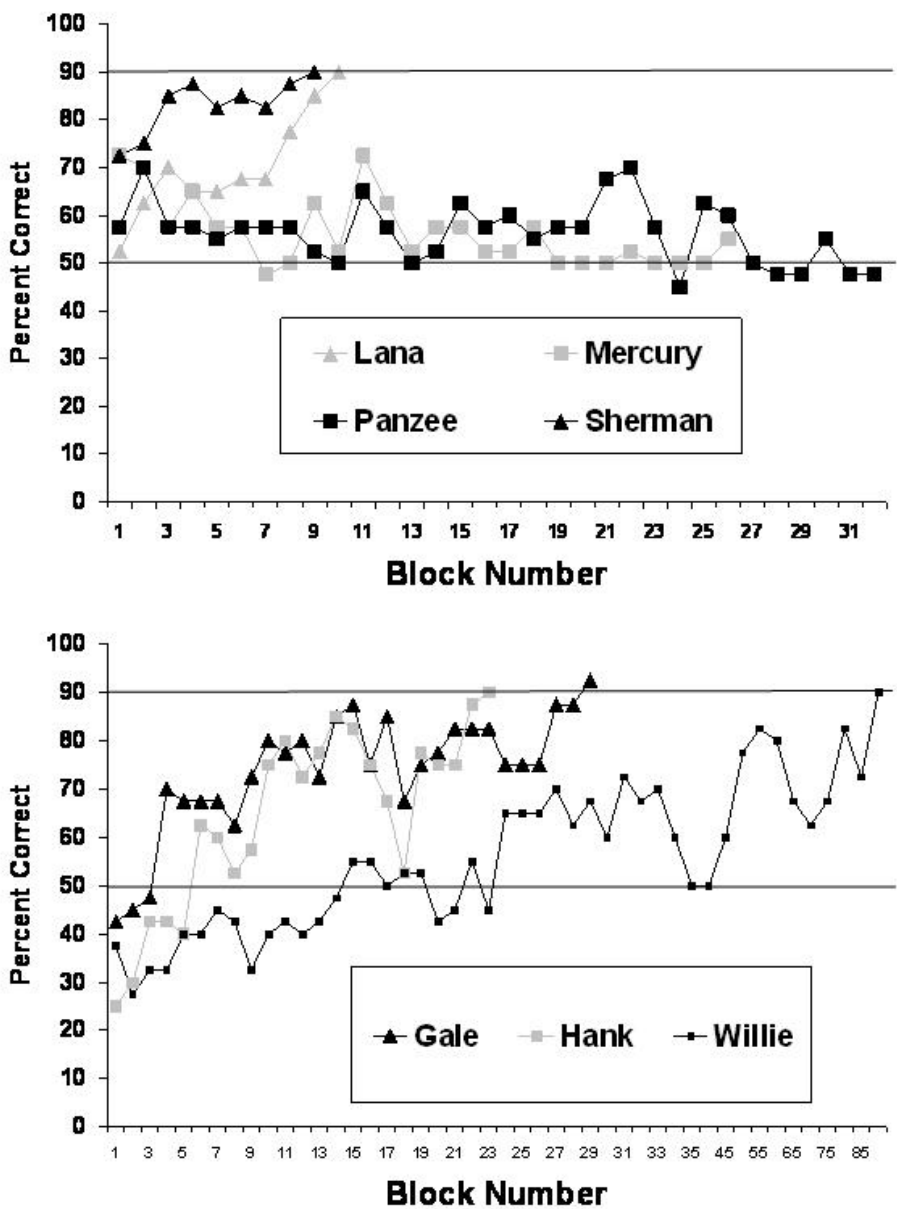 100
90
80
70
60
50
40
30
20
10
0
Percent Correct
Lana Mercury
Panzee Sherman
1 3 5 7 9 11 13 15 17 19 21 23 25 27 29 31
Block Number
100
90
80
70
60
50
40
30
20
10
0
Percent Correct
Gale Hank Willie
1 3 5 7 9 11 13 15 17 19 21 23 25 27 29 31 33 35 45 55 65 75 85
Block Number